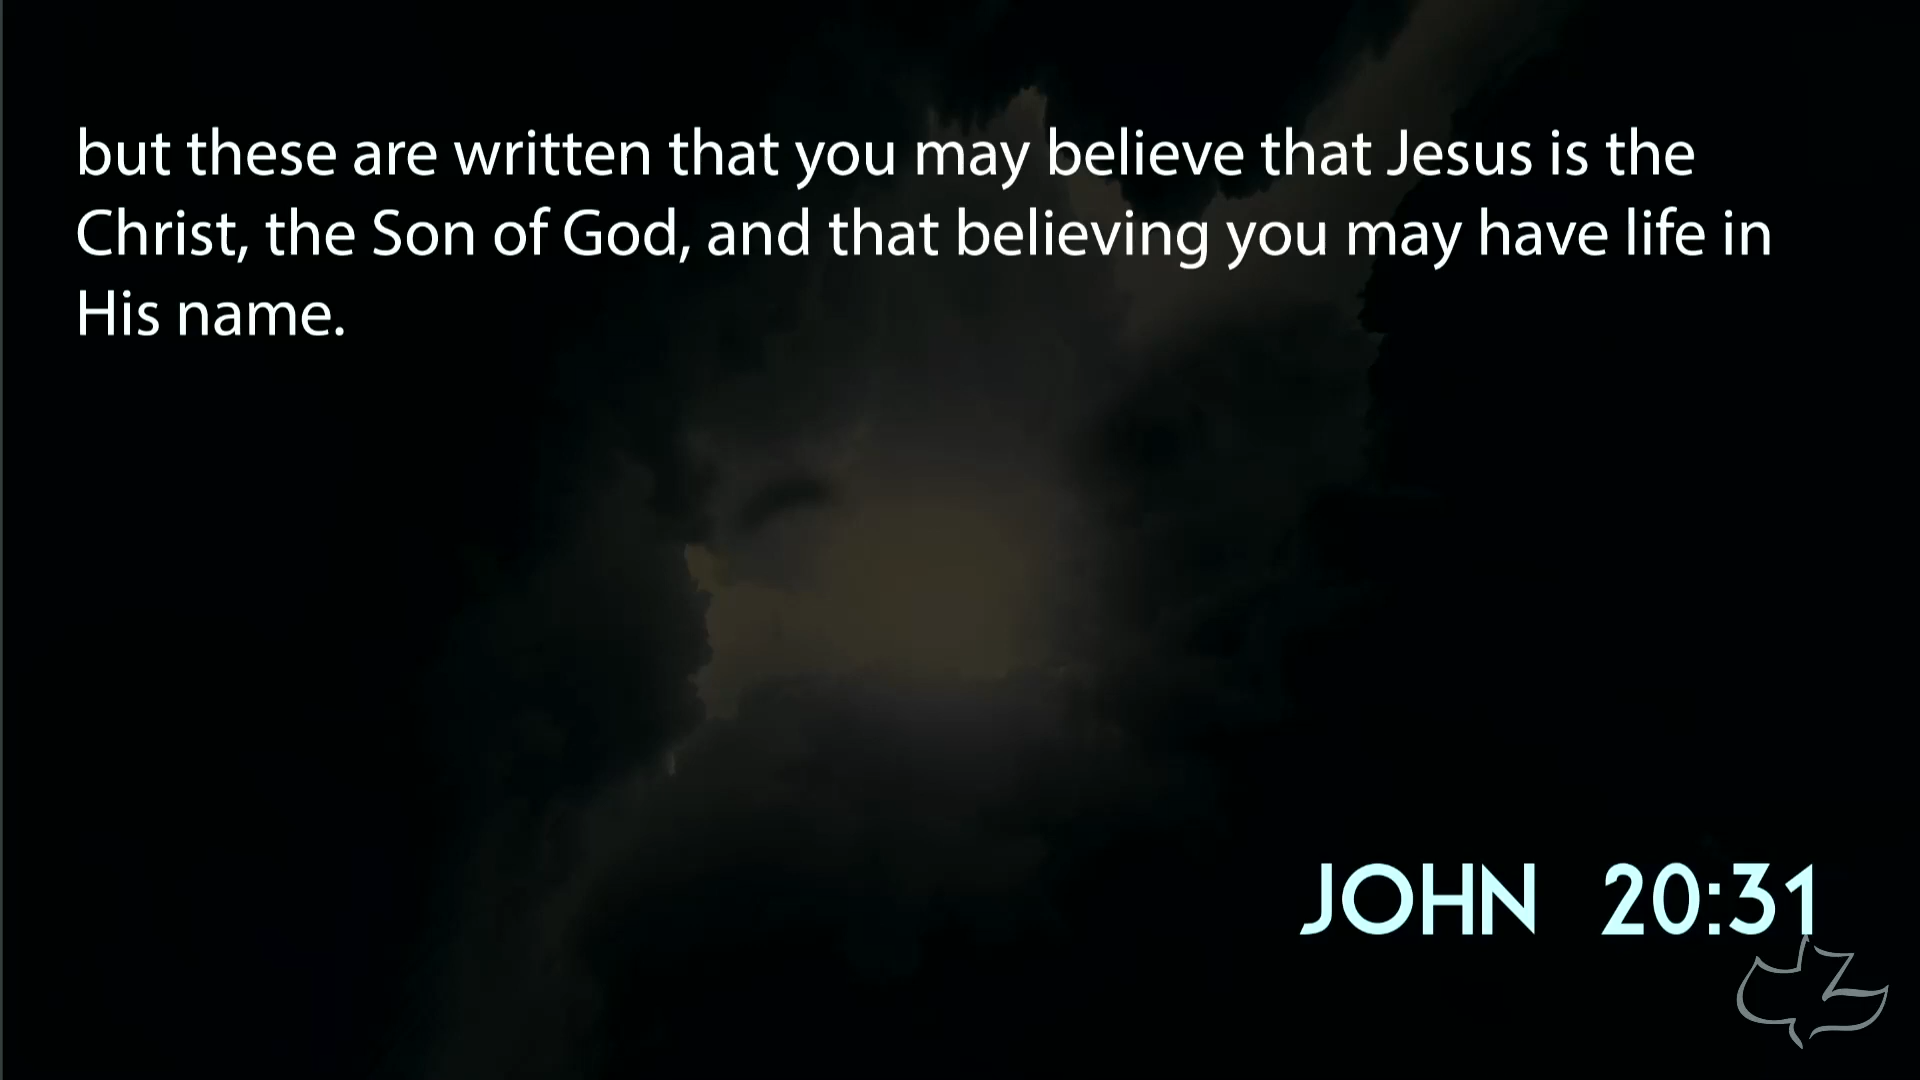 but these are written that you may believe that Jesus is the
Christ, the Son of God, and that believing you may have life in
His name.
JOHN 20:31